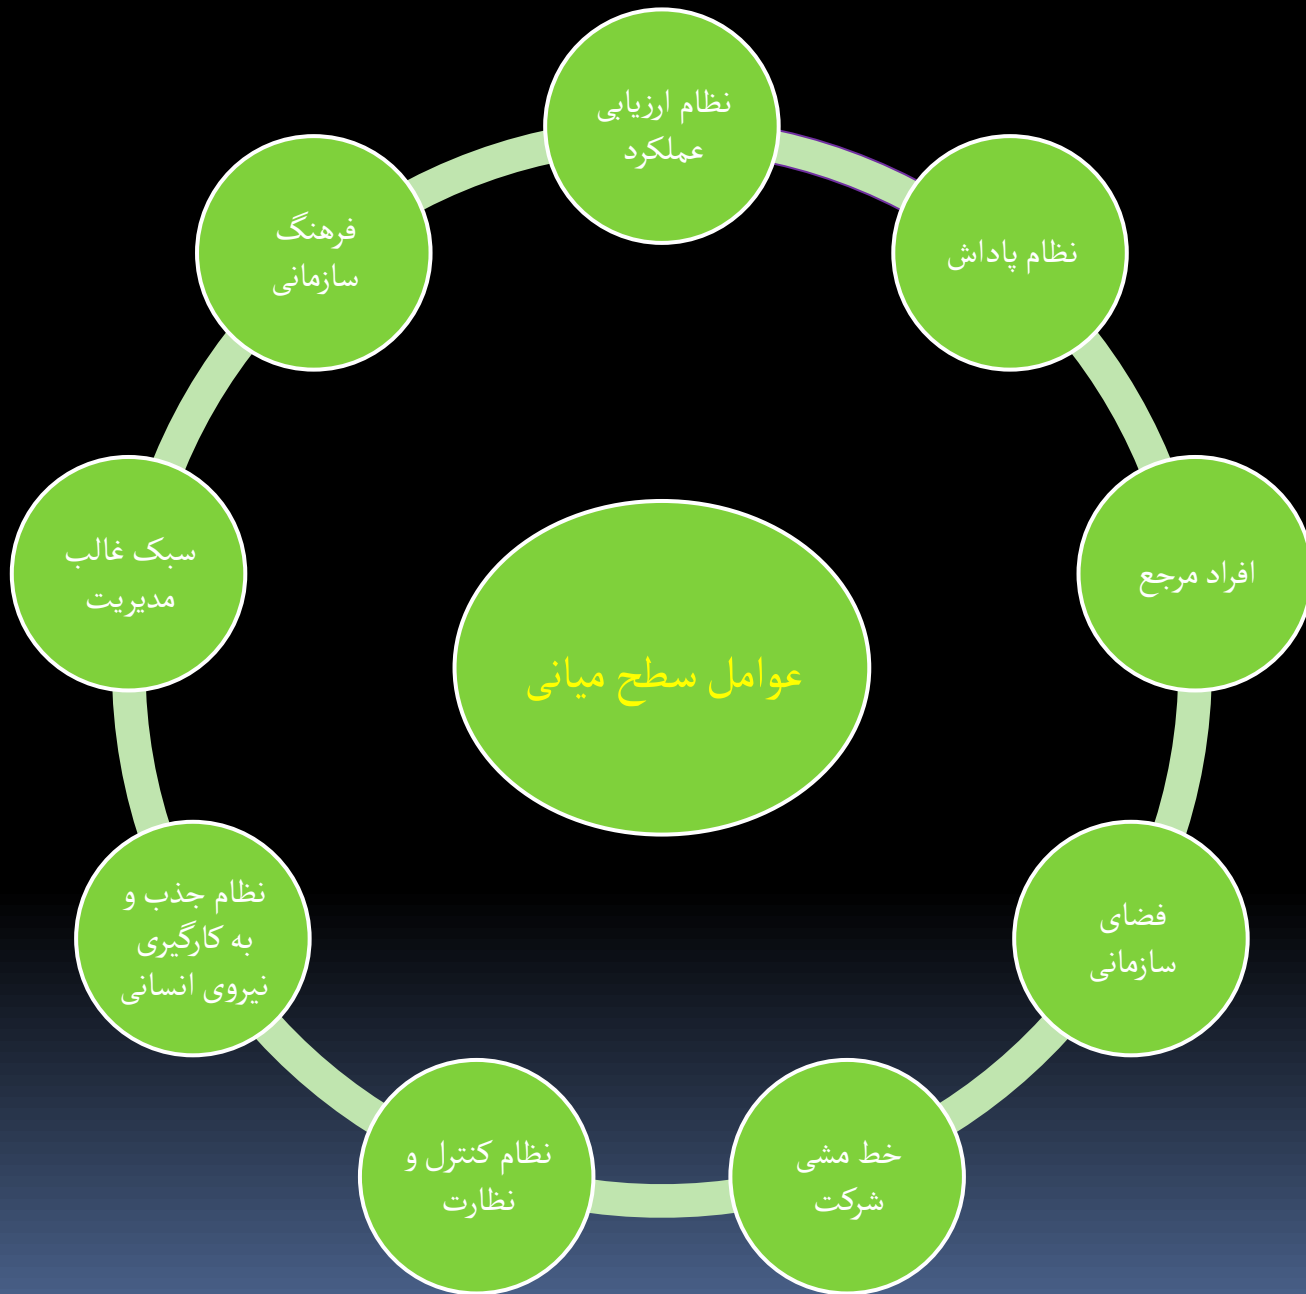 نظام ارزیابی
عملکرد
نظام پاداش
افراد مرجع
فضای
سازمانی
خط مشی
شرکت
نظام کنترل و
نظارت
نظام جذب و
به کارگیری
نیروی انسانی
سبک غالب
مدیریت
فرهنگ
سازمانی
عوامل سطح میانی